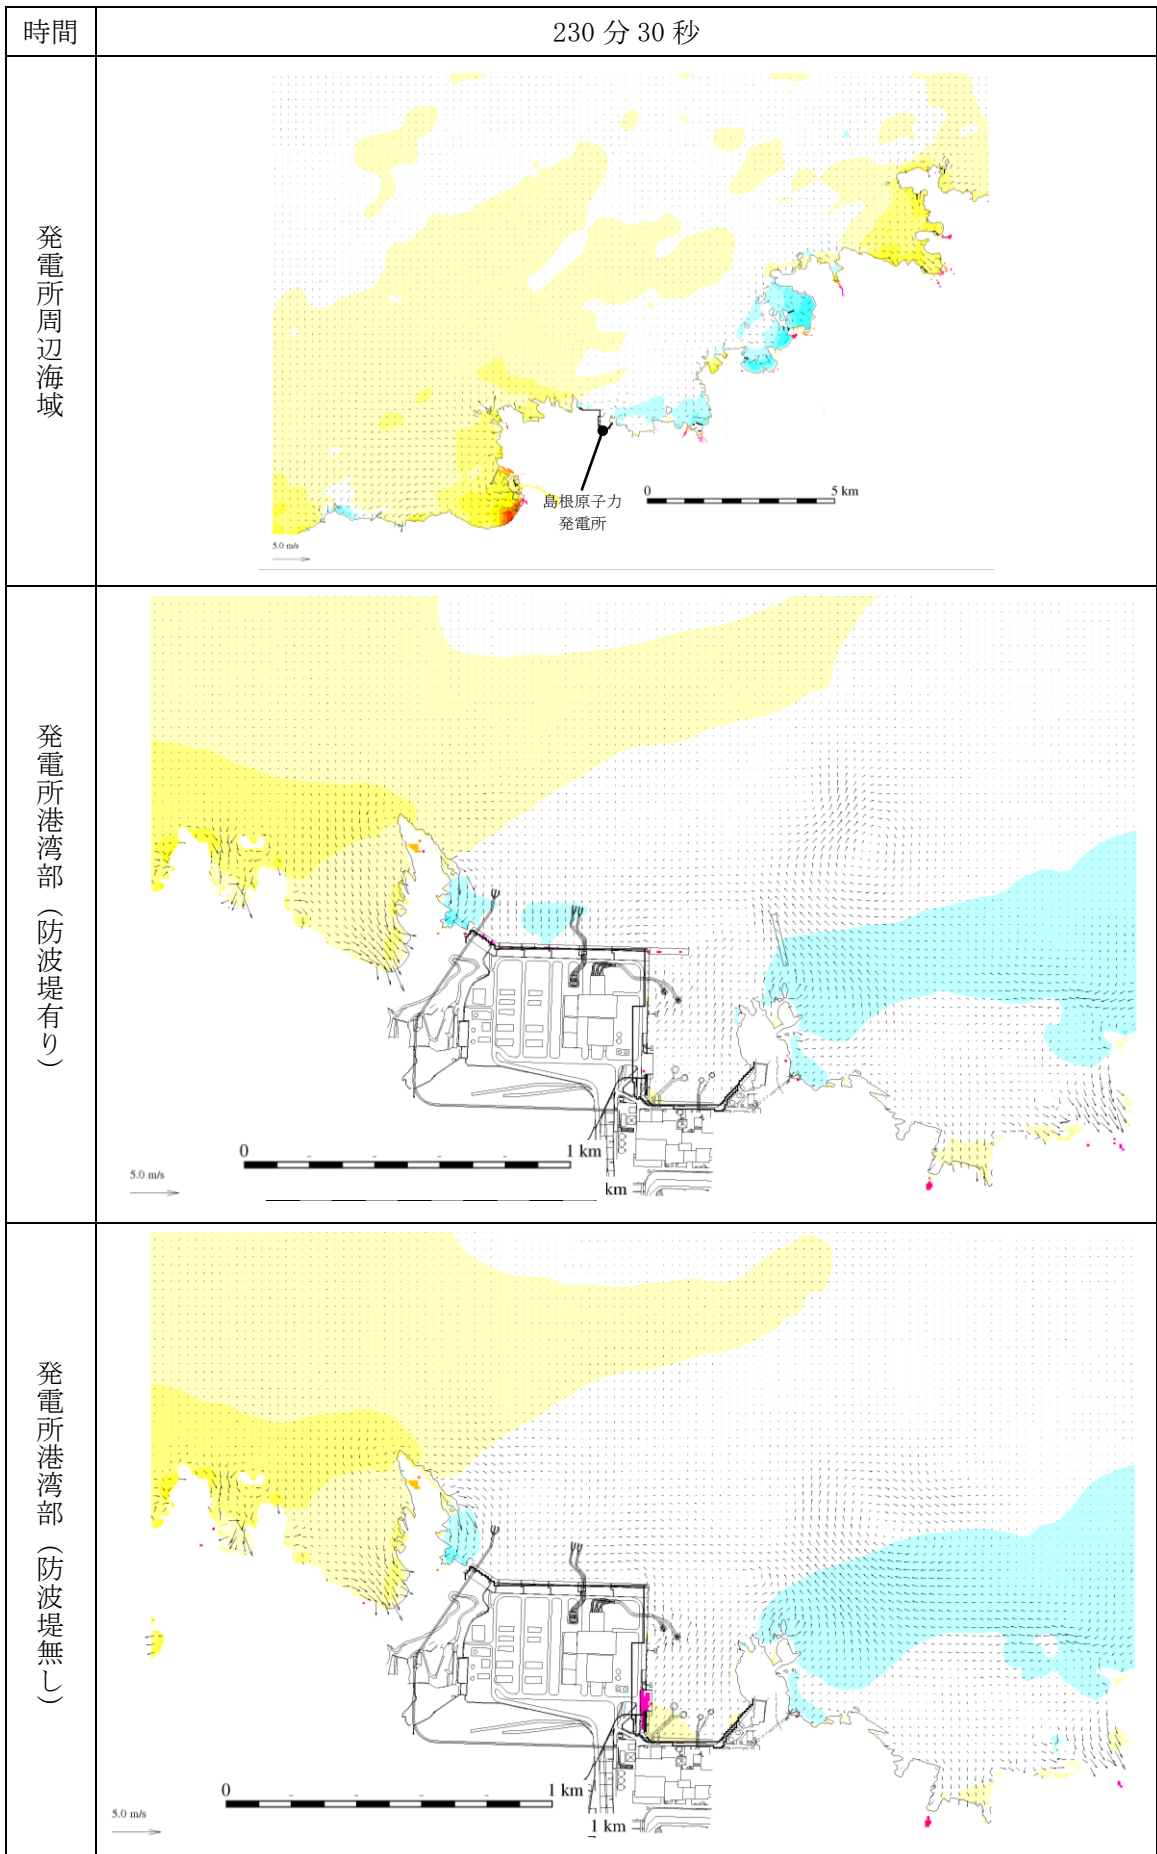 時間
230 分 30 秒
発電所周辺海域
島根原子力
発電所
0
5 km
5.0 m/s
発電所港湾部（防波堤有り）
0
1 km
5.0 m/s
km
発電所港湾部（防波堤無し）
0
1 km
5.0 m/s
1 km